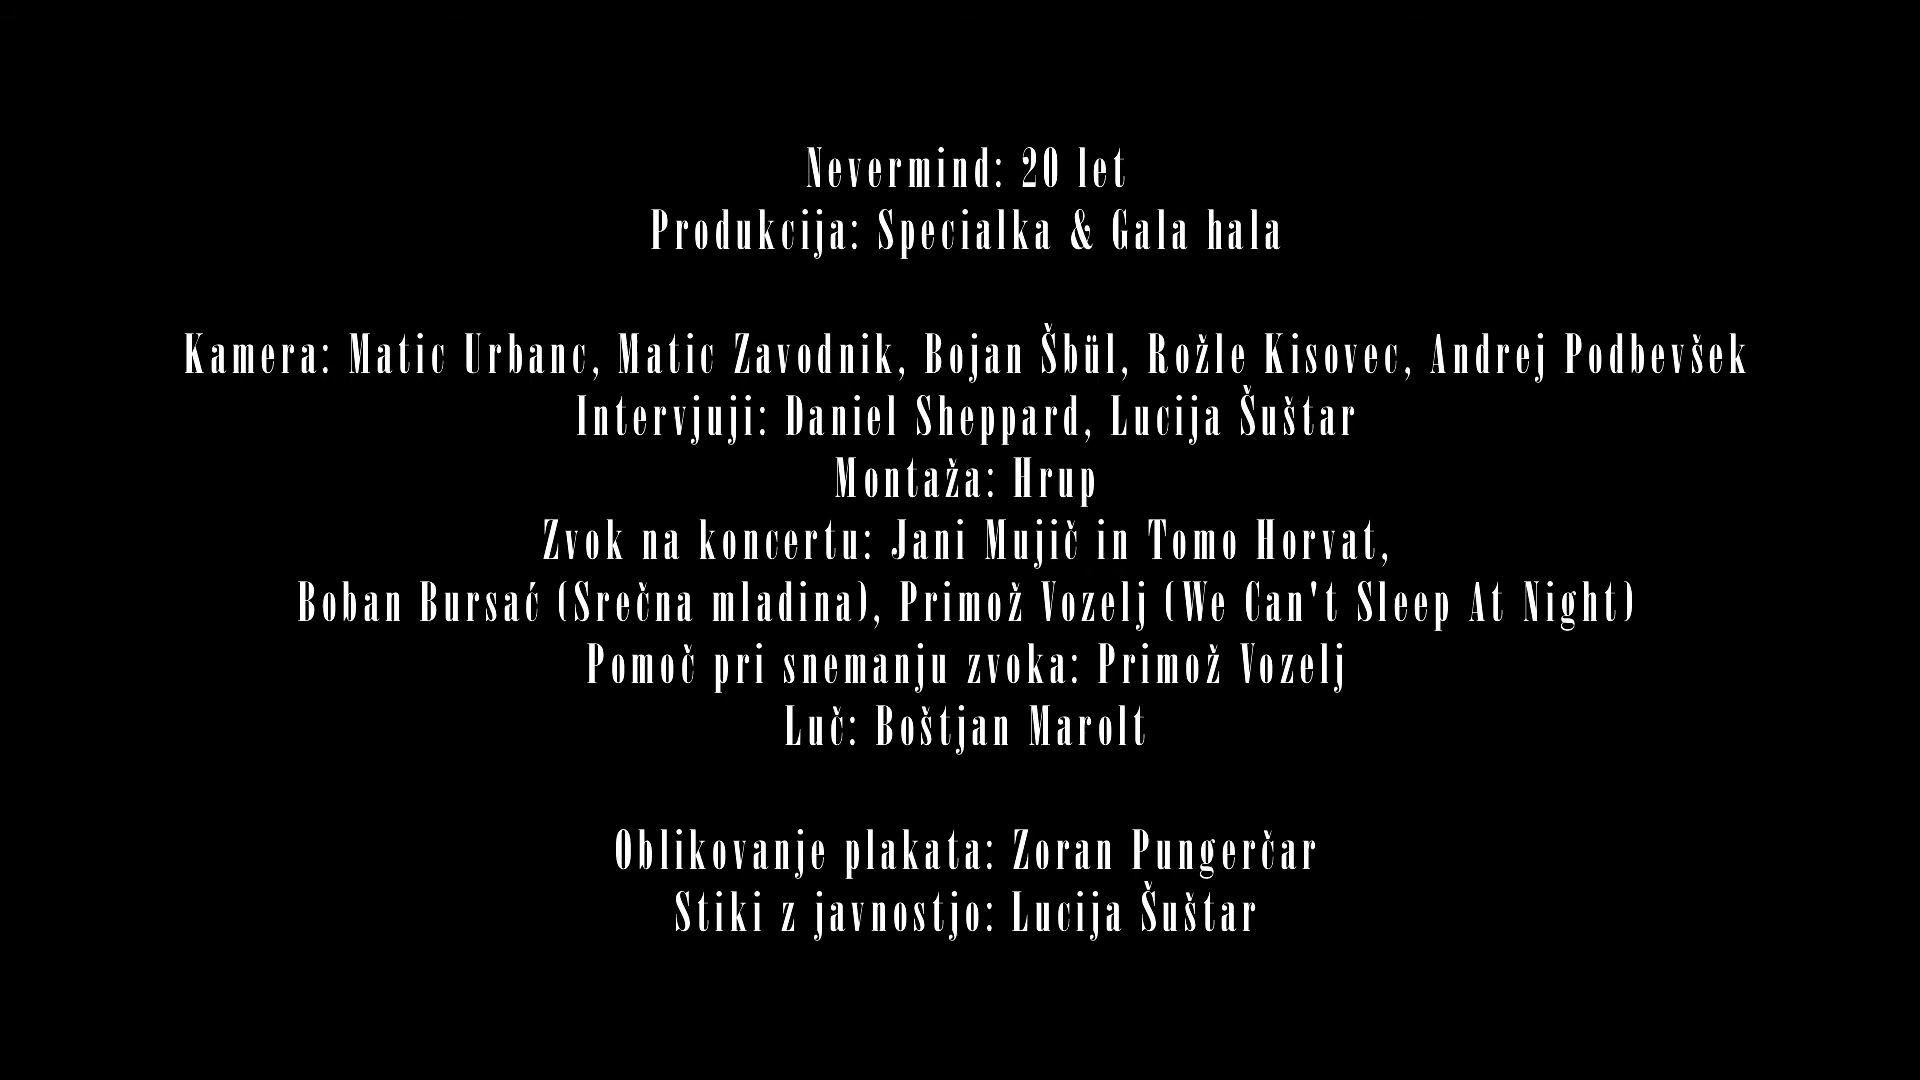 Nevermind: 20 let
Produkcija: Specialka & Gala hala
Kamera: Matic Urbanc, Matic Zavodnik, Bojan Šbül, Rožle Kisovec, Andrej Podbevšek
Intervjuji: Daniel Sheppard, Lucija Šuštar
Montaža: Hrup
Zvok na koncertu: Jani Mujič in Tomo Horvat,
Boban Bursać (Srečna mladina), Primož Vozelj (We Can't Sleep At Night)
Pomoč pri snemanju zvoka: Primož Vozelj
Luč: Boštjan Marolt
Oblikovanje plakata: Zoran Pungerčar
Stiki z javnostjo: Lucija Šuštar